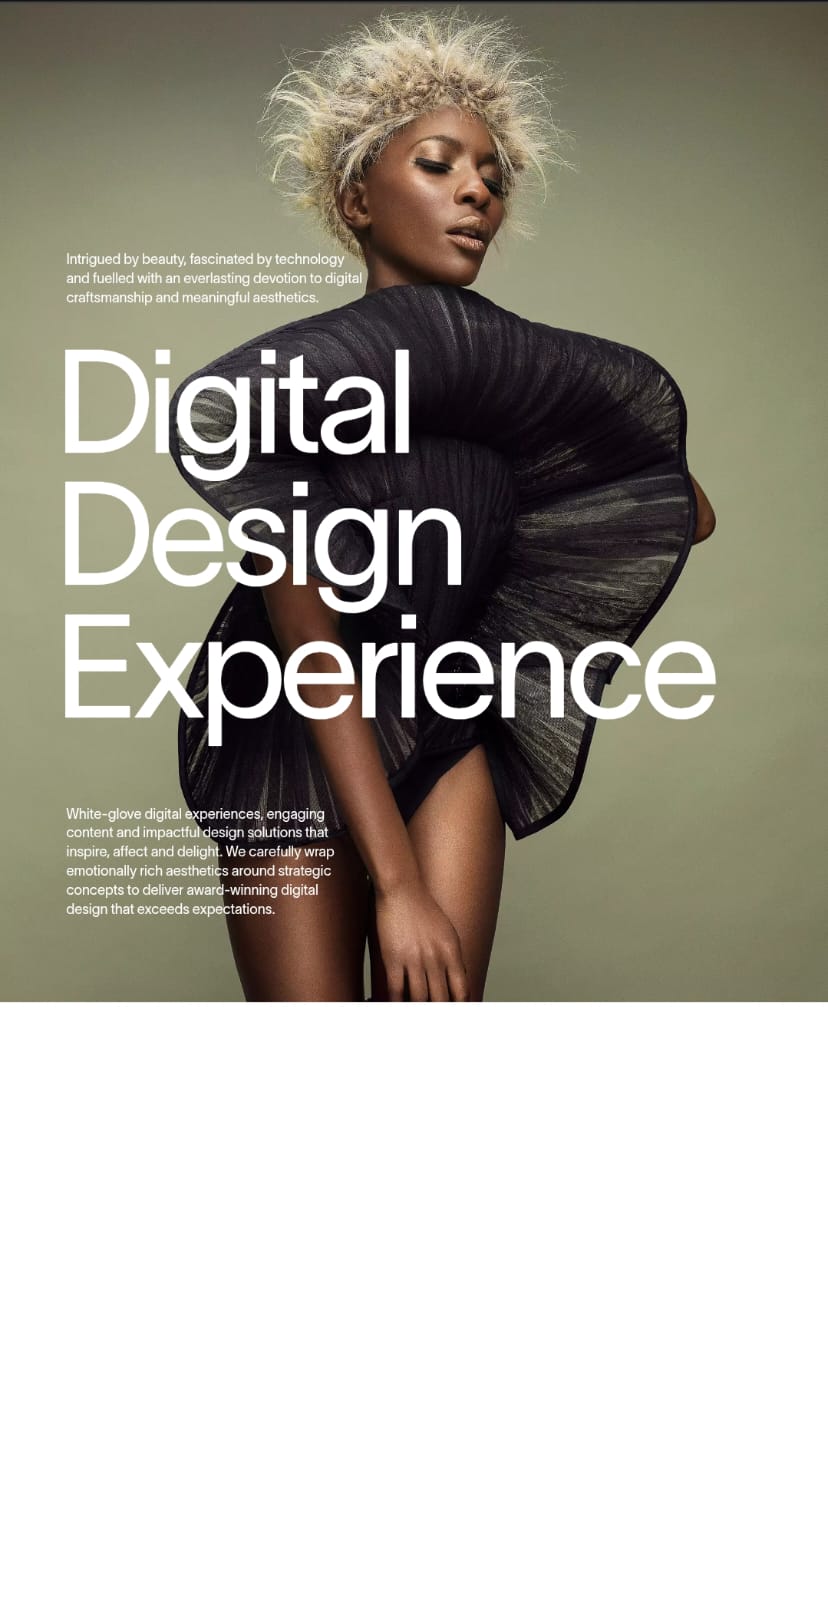 Intrigued by beauty, fascinated by technology
and fuelled with an everlasting devotion to digital
craftsmanship and meaningful aesthetics.
Digital
Design
Experience
White-glove digital experiences, engaging
content and impactful design solutions that
inspire, affect and delight. We carefully wrap
emotionally rich aesthetics around strategic
concepts to deliver award-winning digital
design that exceeds expectations.